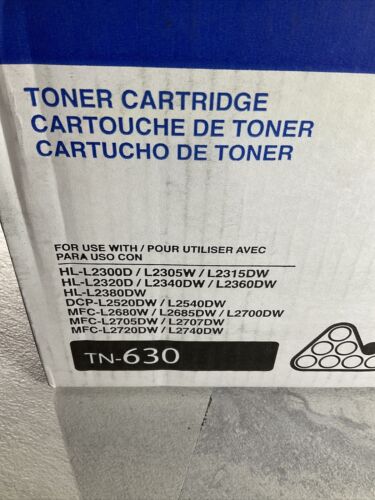 TONER CARTRIDGE
CARTOUCHE DE TONER
CARTUCHO DE TONER
FOR USE WITH / POUR UTILISER AVEC
PARA USO CON
HL-L2300D / L2305W / L2315DW
HL-L2320D / L2340DW / L2360DW
HL-L2380DW
DCP-L2520DW / L2540DW
MFC-L2680W / L2685DW / L2700DW
MFC-L2705DW / L2707DW
MFC-L2720DW / L2740DW
TN-630